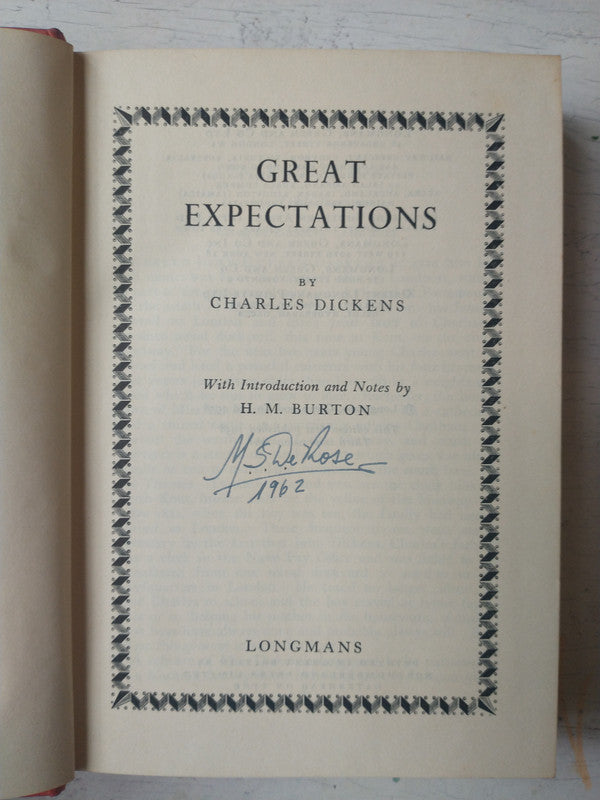 GREAT
EXPECTATIONS
BY
CHARLES DICKENS
With Introduction and Notes by
H. M. BURTON
M. S. De Rose
1962
LONGMANS